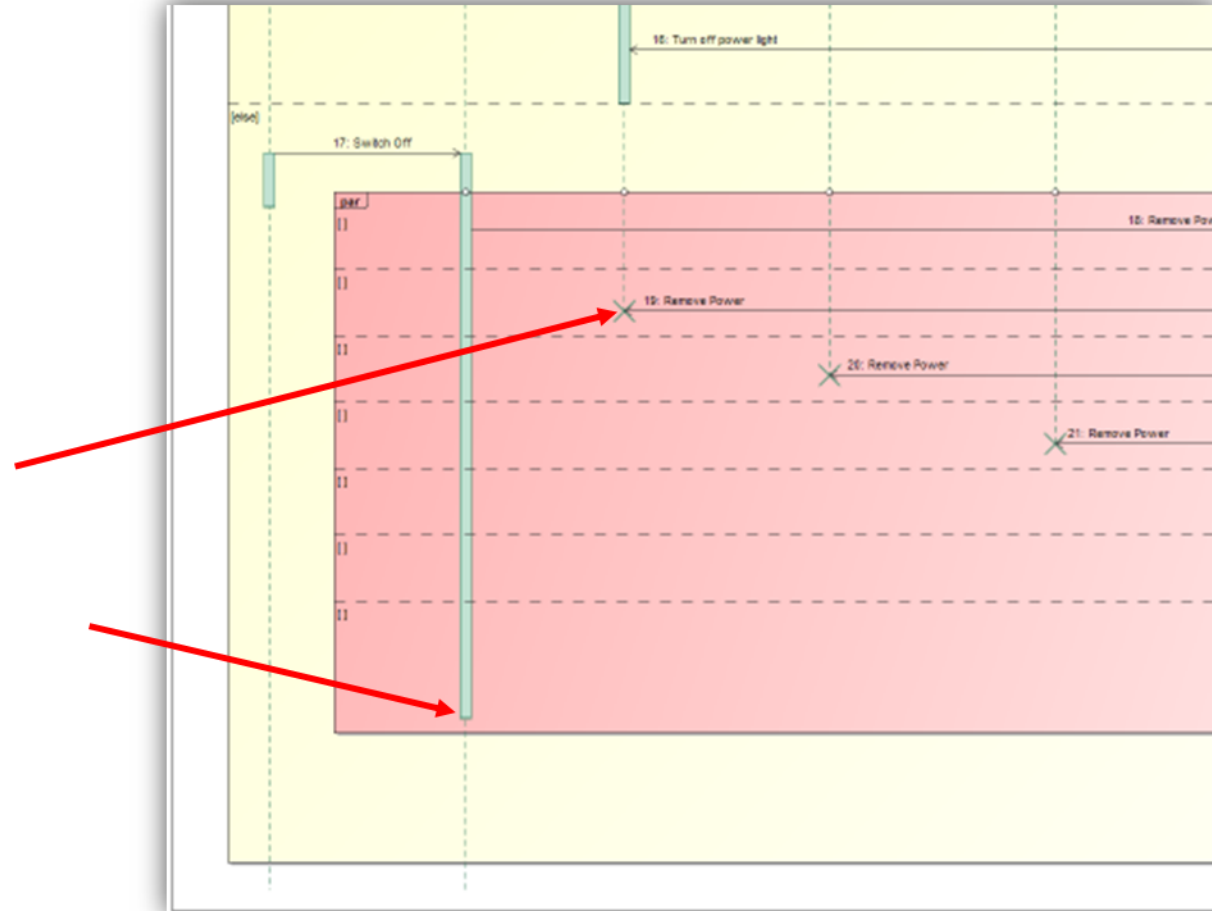 16: Turn off power light
[else]
17: Switch Off
par
[ ]
18: Remove Pow
[ ]
19: Remove Power
[ ]
20: Remove Power
[ ]
21: Remove Power
[ ]
[ ]
[ ]